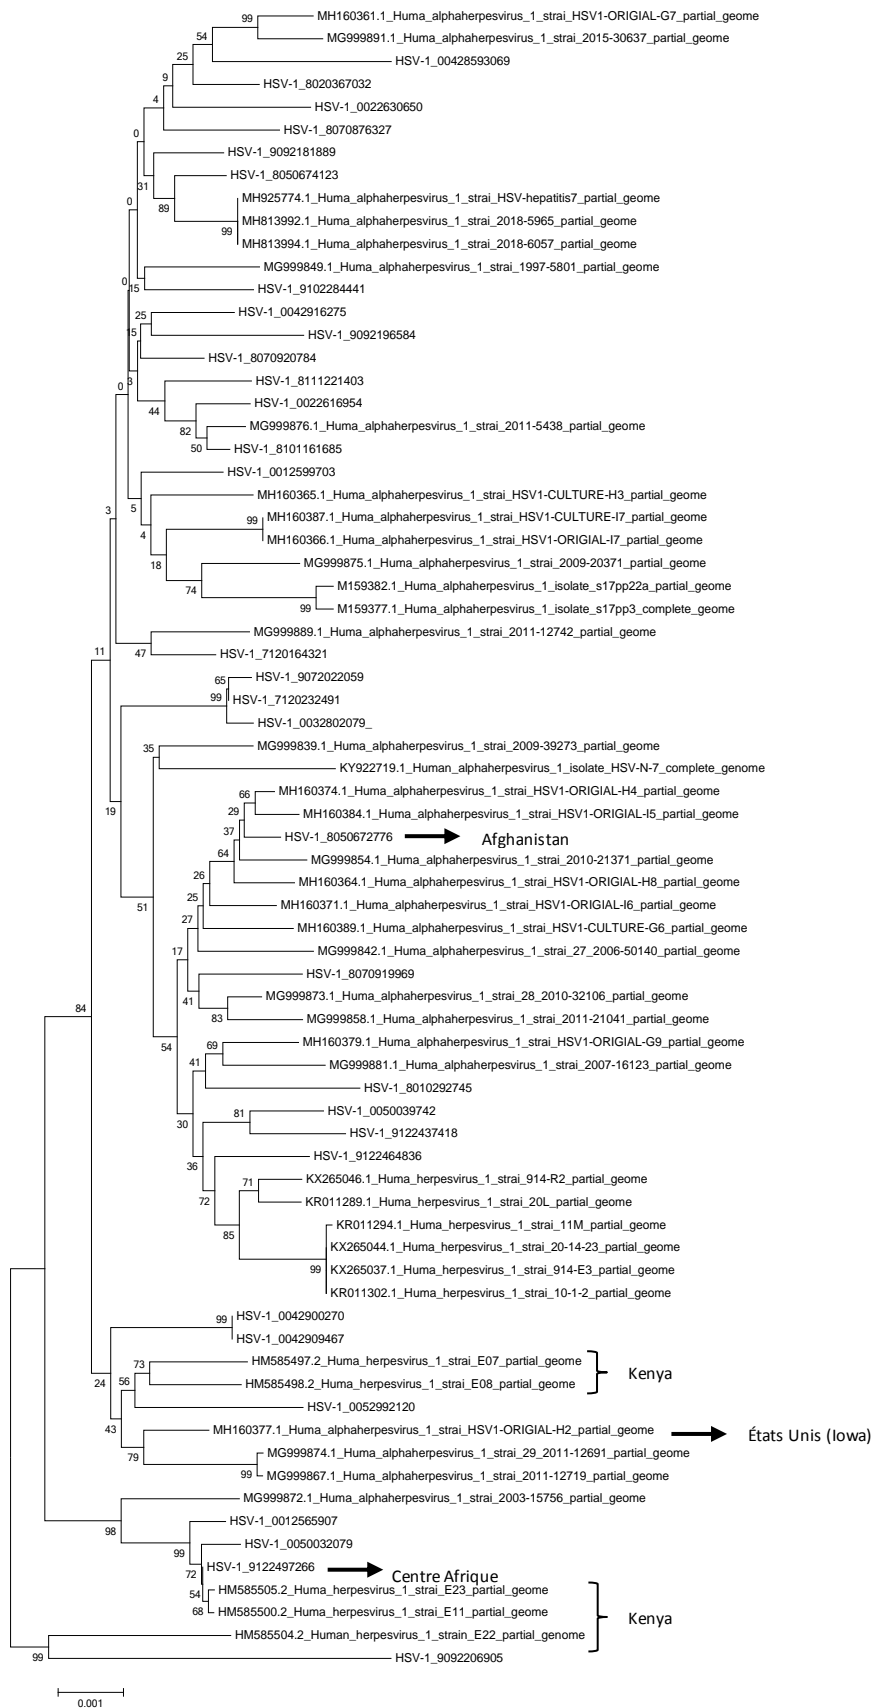 99
MH160361.1_Huma_alphaherpesvirus_1_strai_HSV1-ORIGIAL-G7_partial_geome
54
MG999891.1_Huma_alphaherpesvirus_1_strai_2015-30637_partial_geome
25
HSV-1_00428593069
9
HSV-1_8020367032
4
HSV-1_0022630650
0
HSV-1_8070876327
HSV-1_9092181889
31
HSV-1_8050674123
0
89
MH925774.1_Huma_alphaherpesvirus_1_strai_HSV-hepatitis7_partial_geome
99
MH813992.1_Huma_alphaherpesvirus_1_strai_2018-5965_partial_geome
MH813994.1_Huma_alphaherpesvirus_1_strai_2018-6057_partial_geome
0
15
MG999849.1_Huma_alphaherpesvirus_1_strai_1997-5801_partial_geome
HSV-1_9102284441
25
HSV-1_0042916275
15
HSV-1_9092196584
HSV-1_8070920784
0
3
HSV-1_8111221403
44
HSV-1_0022616954
82
MG999876.1_Huma_alphaherpesvirus_1_strai_2011-5438_partial_geome
50
HSV-1_8101161685
HSV-1_0012599703
5
MH160365.1_Huma_alphaherpesvirus_1_strai_HSV1-CULTURE-H3_partial_geome
3
4
99
MH160387.1_Huma_alphaherpesvirus_1_strai_HSV1-CULTURE-I7_partial_geome
MH160366.1_Huma_alphaherpesvirus_1_strai_HSV1-ORIGIAL-I7_partial_geome
18
MG999875.1_Huma_alphaherpesvirus_1_strai_2009-20371_partial_geome
74
M159382.1_Huma_alphaherpesvirus_1_isolate_s17pp22a_partial_geome
99
M159377.1_Huma_alphaherpesvirus_1_isolate_s17pp3_complete_geome
MG999889.1_Huma_alphaherpesvirus_1_strai_2011-12742_partial_geome
11
47
HSV-1_7120164321
65
HSV-1_9072022059
99
HSV-1_7120232491
HSV-1_0032802079_
35
MG999839.1_Huma_alphaherpesvirus_1_strai_2009-39273_partial_geome
KY922719.1_Human_alphaherpesvirus_1_isolate_HSV-N-7_complete_genome
19
66
MH160374.1_Huma_alphaherpesvirus_1_strai_HSV1-ORIGIAL-H4_partial_geome
29
MH160384.1_Huma_alphaherpesvirus_1_strai_HSV1-ORIGIAL-I5_partial_geome
37
HSV-1_8050672776
Afghanistan
64
MG999854.1_Huma_alphaherpesvirus_1_strai_2010-21371_partial_geome
26
MH160364.1_Huma_alphaherpesvirus_1_strai_HSV1-ORIGIAL-H8_partial_geome
51
25
MH160371.1_Huma_alphaherpesvirus_1_strai_HSV1-ORIGIAL-I6_partial_geome
27
MH160389.1_Huma_alphaherpesvirus_1_strai_HSV1-CULTURE-G6_partial_geome
17
MG999842.1_Huma_alphaherpesvirus_1_strai_27_2006-50140_partial_geome
HSV-1_8070919969
41
MG999873.1_Huma_alphaherpesvirus_1_strai_28_2010-32106_partial_geome
84
83
MG999858.1_Huma_alphaherpesvirus_1_strai_2011-21041_partial_geome
54
69
MH160379.1_Huma_alphaherpesvirus_1_strai_HSV1-ORIGIAL-G9_partial_geome
41
MG999881.1_Huma_alphaherpesvirus_1_strai_2007-16123_partial_geome
HSV-1_8010292745
30
81
HSV-1_0050039742
HSV-1_9122437418
36
HSV-1_9122464836
72
71
KX265046.1_Huma_herpesvirus_1_strai_914-R2_partial_geome
KR011289.1_Huma_herpesvirus_1_strai_20L_partial_geome
85
KR011294.1_Huma_herpesvirus_1_strai_11M_partial_geome
KX265044.1_Huma_herpesvirus_1_strai_20-14-23_partial_geome
99
KX265037.1_Huma_herpesvirus_1_strai_914-E3_partial_geome
KR011302.1_Huma_herpesvirus_1_strai_10-1-2_partial_geome
99
HSV-1_0042900270
HSV-1_0042909467
73
HM585497.2_Huma_herpesvirus_1_strai_E07_partial_geome
Kenya
24
56
HM585498.2_Huma_herpesvirus_1_strai_E08_partial_geome
HSV-1_0052992120
43
MH160377.1_Huma_alphaherpesvirus_1_strai_HSV1-ORIGIAL-H2_partial_geome
États Unis (Iowa)
79
MG999874.1_Huma_alphaherpesvirus_1_strai_29_2011-12691_partial_geome
99
MG999867.1_Huma_alphaherpesvirus_1_strai_2011-12719_partial_geome
MG999872.1_Huma_alphaherpesvirus_1_strai_2003-15756_partial_geome
98
HSV-1_0012565907
99
HSV-1_0050032079
72
HSV-1_9122497266
Centre Afrique
54
HM585505.2_Huma_herpesvirus_1_strai_E23_partial_geome
68
HM585500.2_Huma_herpesvirus_1_strai_E11_partial_geome
Kenya
HM585504.2_Human_herpesvirus_1_strain_E22_partial_genome
99
HSV-1_9092206905
0.001